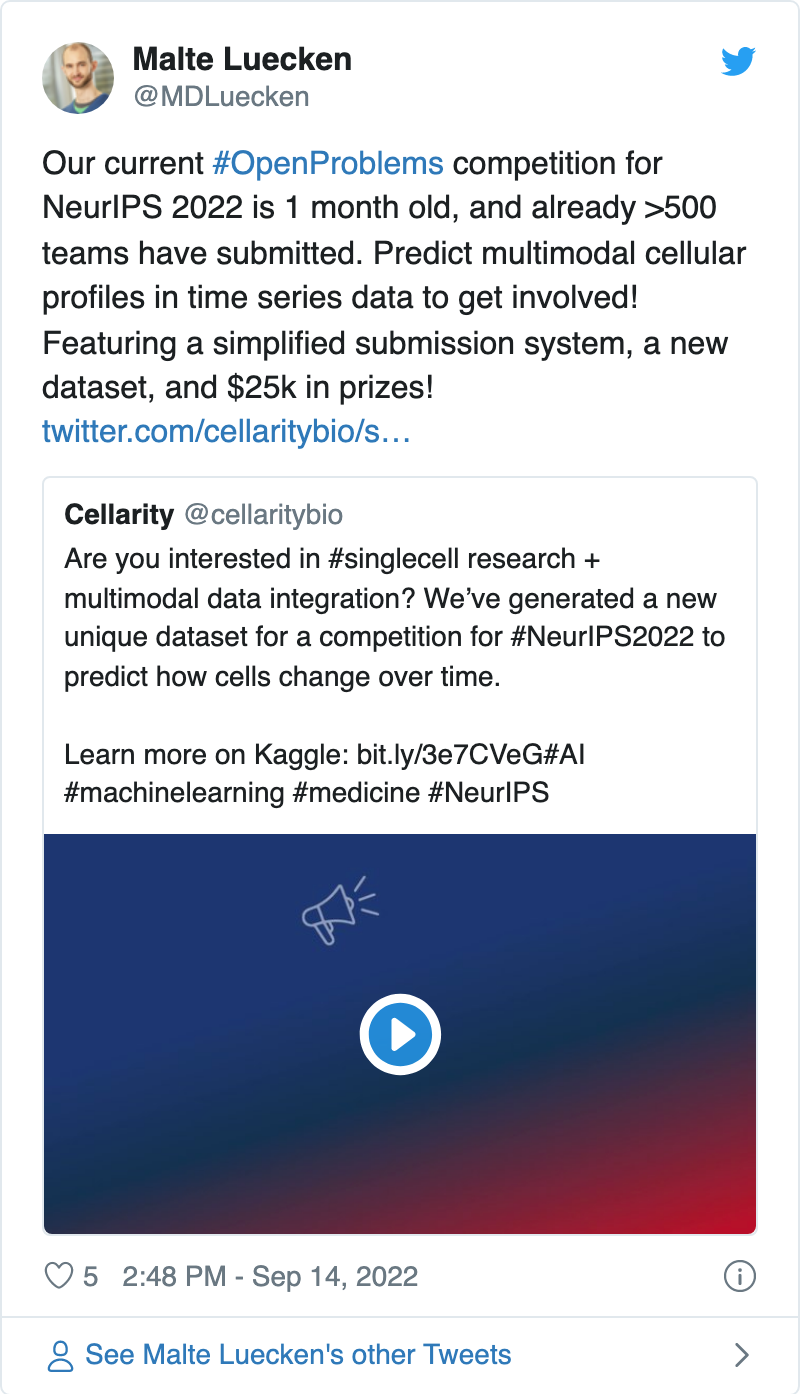 Malte Luecken
@MDLuecken
Our current #OpenProblems competition for
NeurIPS 2022 is 1 month old, and already >500
teams have submitted. Predict multimodal cellular
profiles in time series data to get involved!
Featuring a simplified submission system, a new
dataset, and $25k in prizes!
twitter.com/cellaritybio/s…
Cellarity @cellaritybio
Are you interested in #singlecell research +
multimodal data integration? We’ve generated a new
unique dataset for a competition for #NeurIPS2022 to
predict how cells change over time.
Learn more on Kaggle: bit.ly/3e7CVeG#AI
#machinelearning #medicine #NeurIPS
5 2:48 PM - Sep 14, 2022
See Malte Luecken's other Tweets